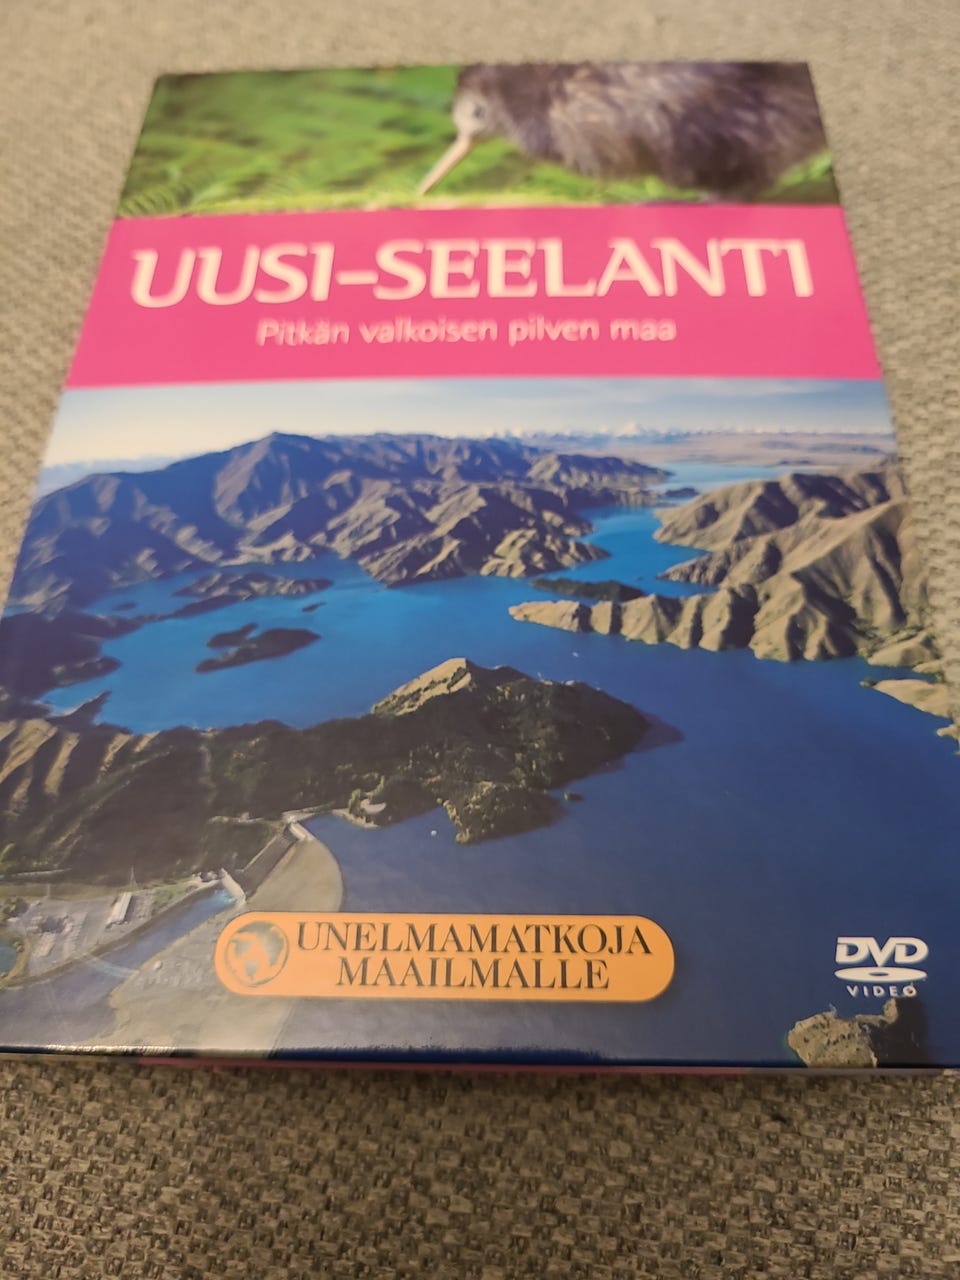 UUSI-SEELANTI
Pitkän valkoisen pilven maa
UNELMAMATKOJA
MAAILMALLE
DVD
VIDEO